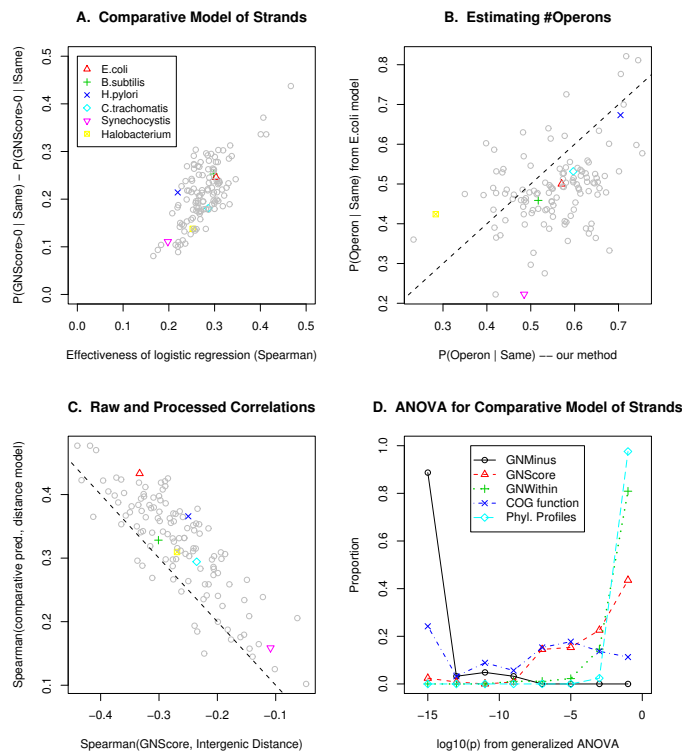 A. Comparative Model of Strands
P(GNScore>0 | Same) − P(GNScore>0 | !Same)
0.5
0.4
0.3
0.2
0.1
0.0
E.coli
B.subtilis
H.pylori
C.trachomatis
Synechocystis
Halobacterium
0.0 0.1 0.2 0.3 0.4 0.5
Effectiveness of logistic regression (Spearman)
B. Estimating #Operons
P(Operon | Same) from E.coli model
0.8
0.7
0.6
0.5
0.4
0.3
0.2
0.3 0.4 0.5 0.6 0.7
P(Operon | Same) −− our method
C. Raw and Processed Correlations
Spearman(comparative pred., distance model)
0.4
0.3
0.2
0.1
−0.4 −0.3 −0.2 −0.1
Spearman(GNScore, Intergenic Distance)
D. ANOVA for Comparative Model of Strands
Proportion
1.0
0.8
0.6
0.4
0.2
0.0
GNMinus
GNScore
GNWithin
COG function
Phyl. Profiles
−15 −10 −5 0
log10(p) from generalized ANOVA